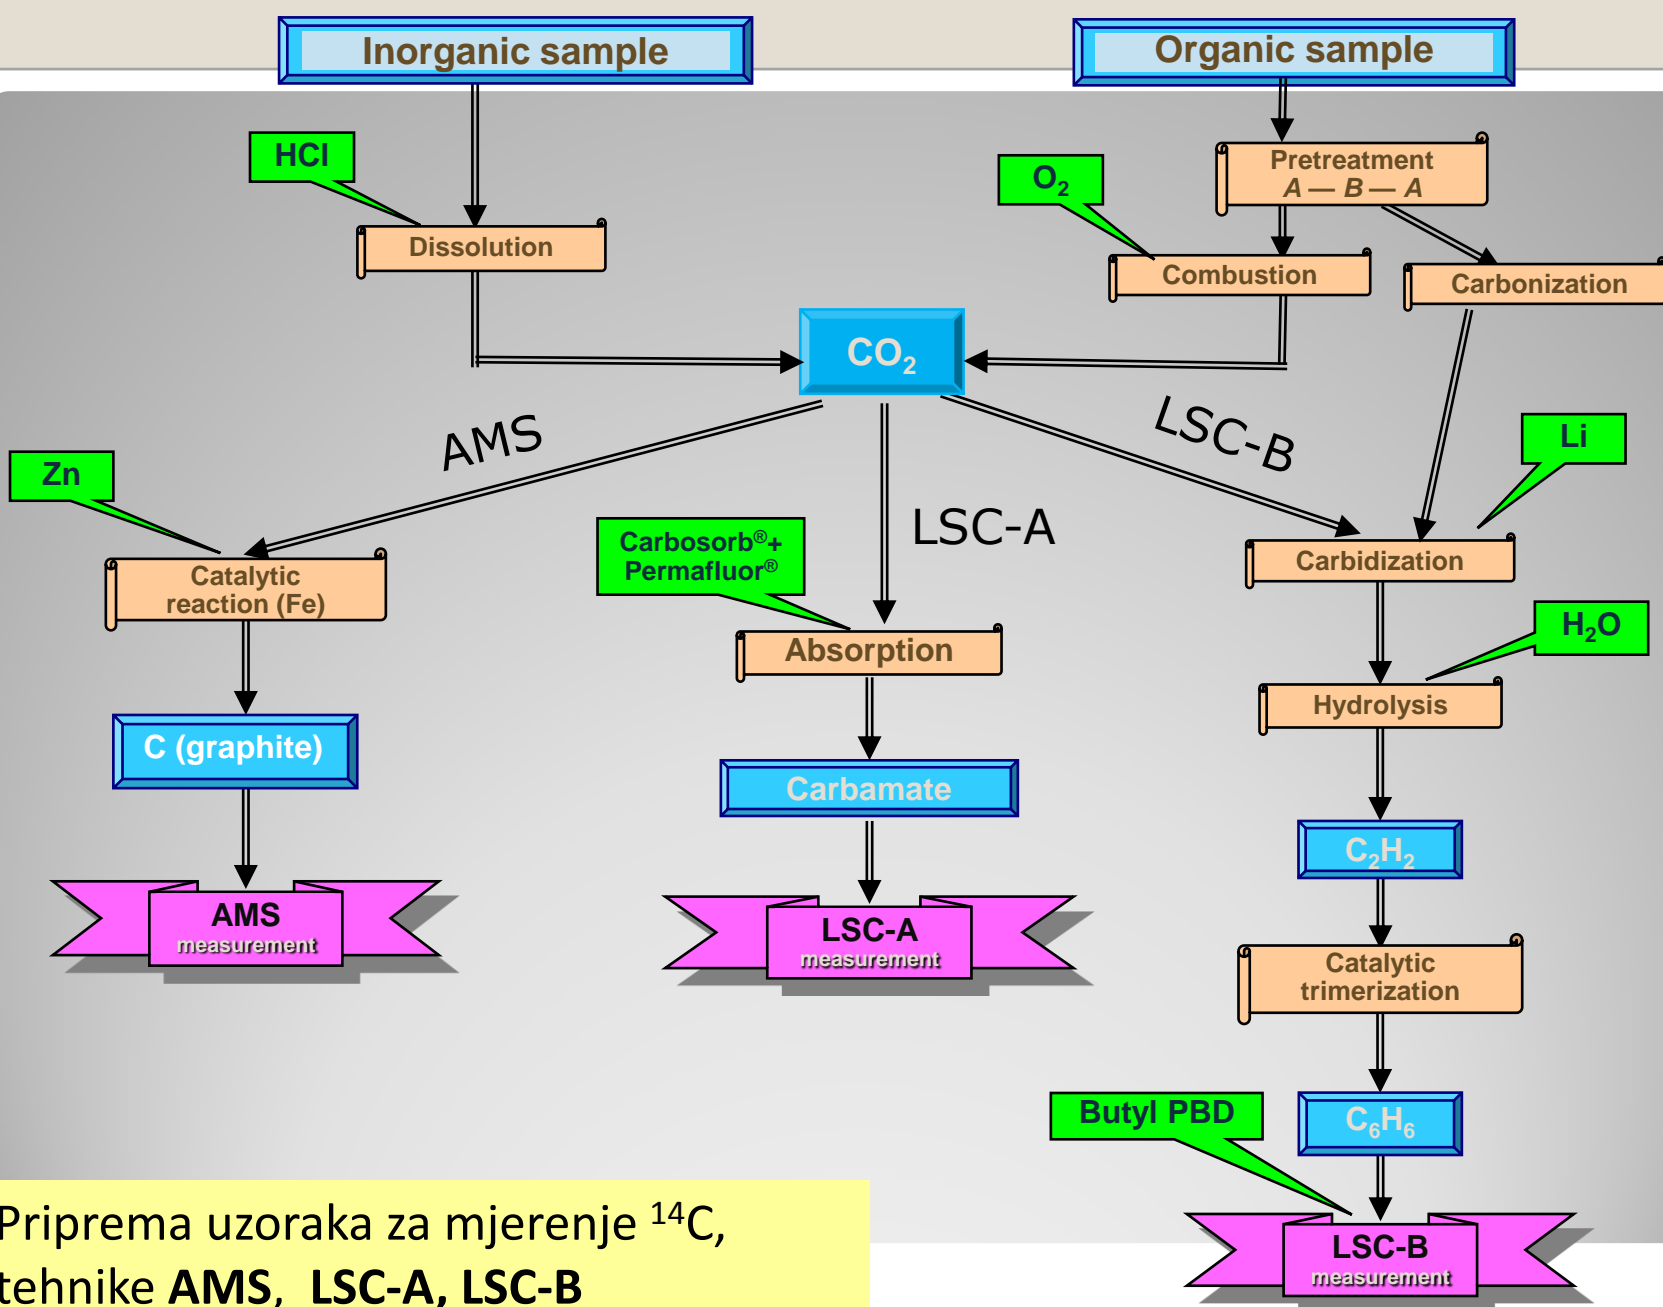 Inorganic sample
Organic sample
HCl
O₂
Pretreatment
A — B — A
Dissolution
Combustion
Carbonization
CO₂
AMS
LSC-A
LSC-B
Zn
Li
Carbosorb®+
Permafluor®
Catalytic
reaction (Fe)
Absorption
Carbidization
H₂O
Hydrolysis
C (graphite)
Carbamate
C₂H₂
AMS
measurement
LSC-A
measurement
Catalytic
trimerization
Butyl PBD
C₆H₆
LSC-B
measurement
Priprema uzoraka za mjerenje ¹⁴C,
tehnike AMS, LSC-A, LSC-B